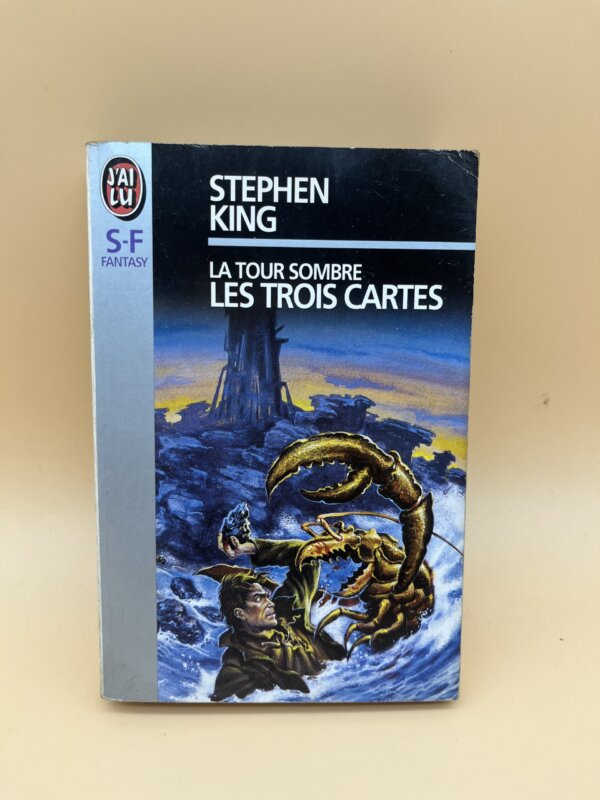 J'AI
LU
S-F
FANTASY
STEPHEN
KING
LA TOUR SOMBRE
LES TROIS CARTES